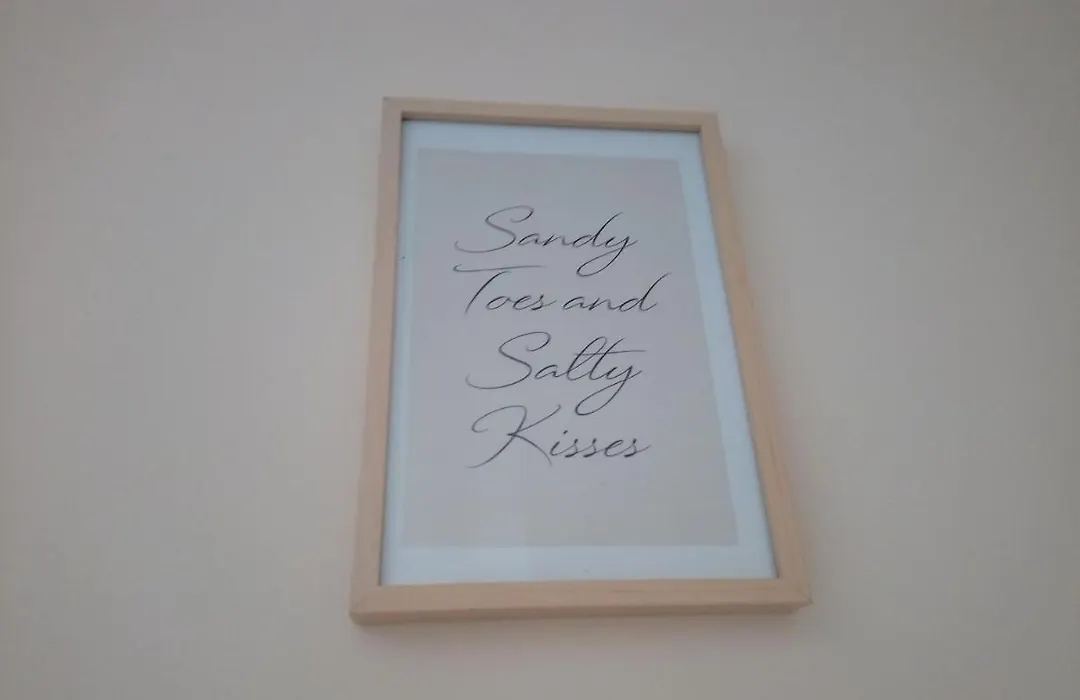 Sandy
Toes and
Salty
Kisses